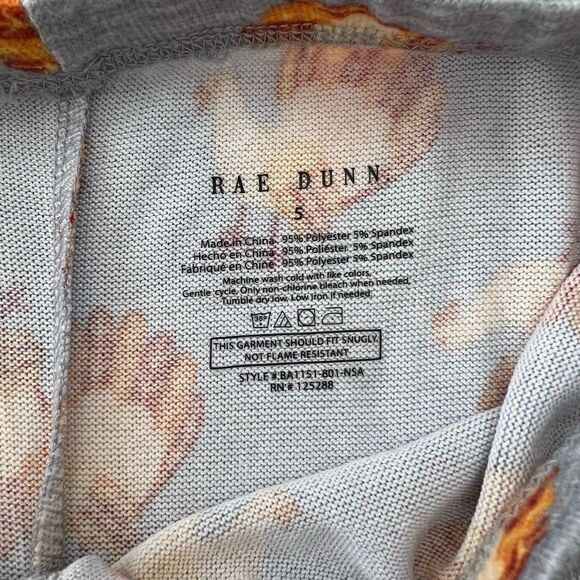 RAE DUNN
5
Made in China 95% Polyester 5% Spandex
Hecho en China 95% Poliéster 5% Spandex
Fabriqué en Chine 95% Polyester 5% Spandex
Machine wash cold with like colors,
Gentle cycle, Only non-chlorine bleach when needed,
Tumble dry low, Low iron if needed.
30°
THIS GARMENT SHOULD FIT SNUGLY.
NOT FLAME RESISTANT
STYLE #:BA1151-801-NSA
RN # 125288